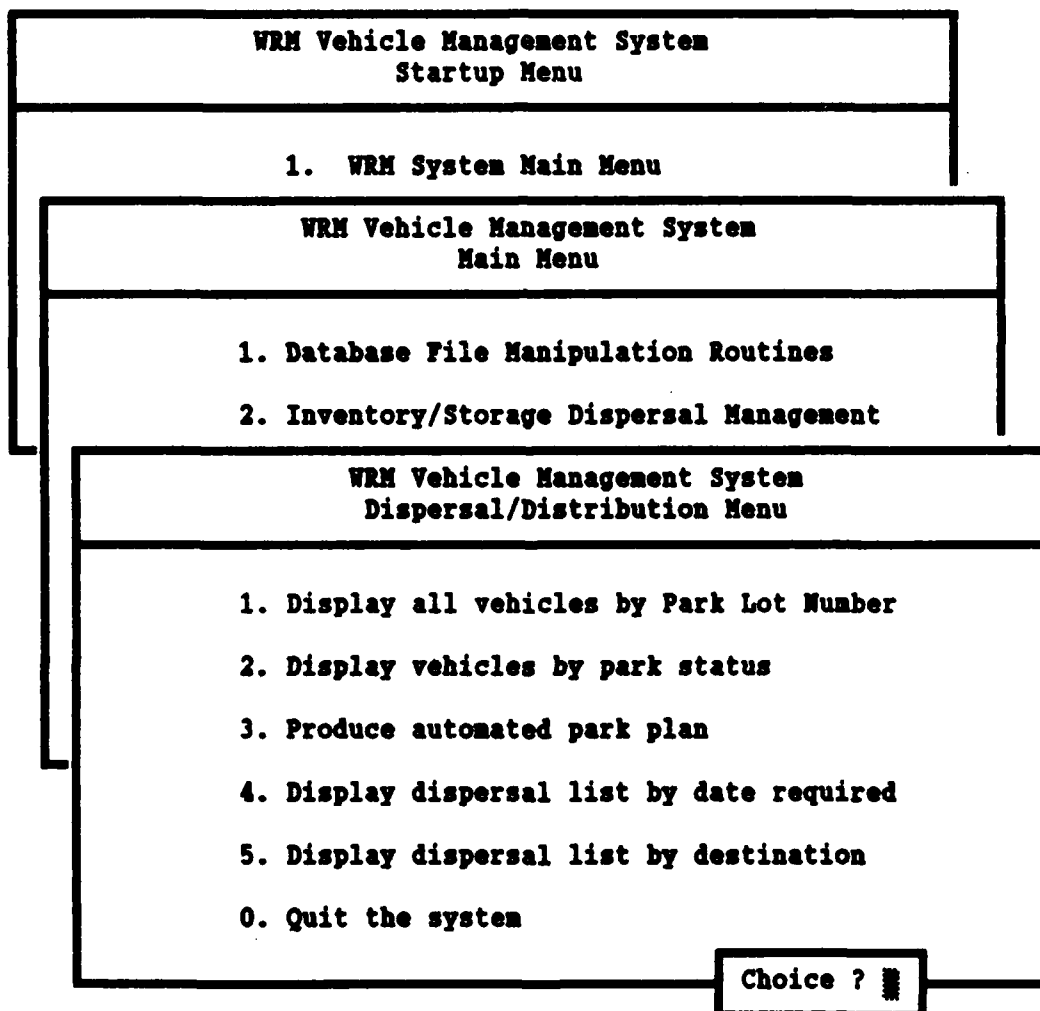 WRM Vehicle Management System
Startup Menu
1. WRM System Main Menu
WRM Vehicle Management System
Main Menu
1. Database File Manipulation Routines
2. Inventory/Storage Dispersal Management
WRM Vehicle Management System
Dispersal/Distribution Menu
1. Display all vehicles by Park Lot Number
2. Display vehicles by park status
3. Produce automated park plan
4. Display dispersal list by date required
5. Display dispersal list by destination
0. Quit the system
Choice ?